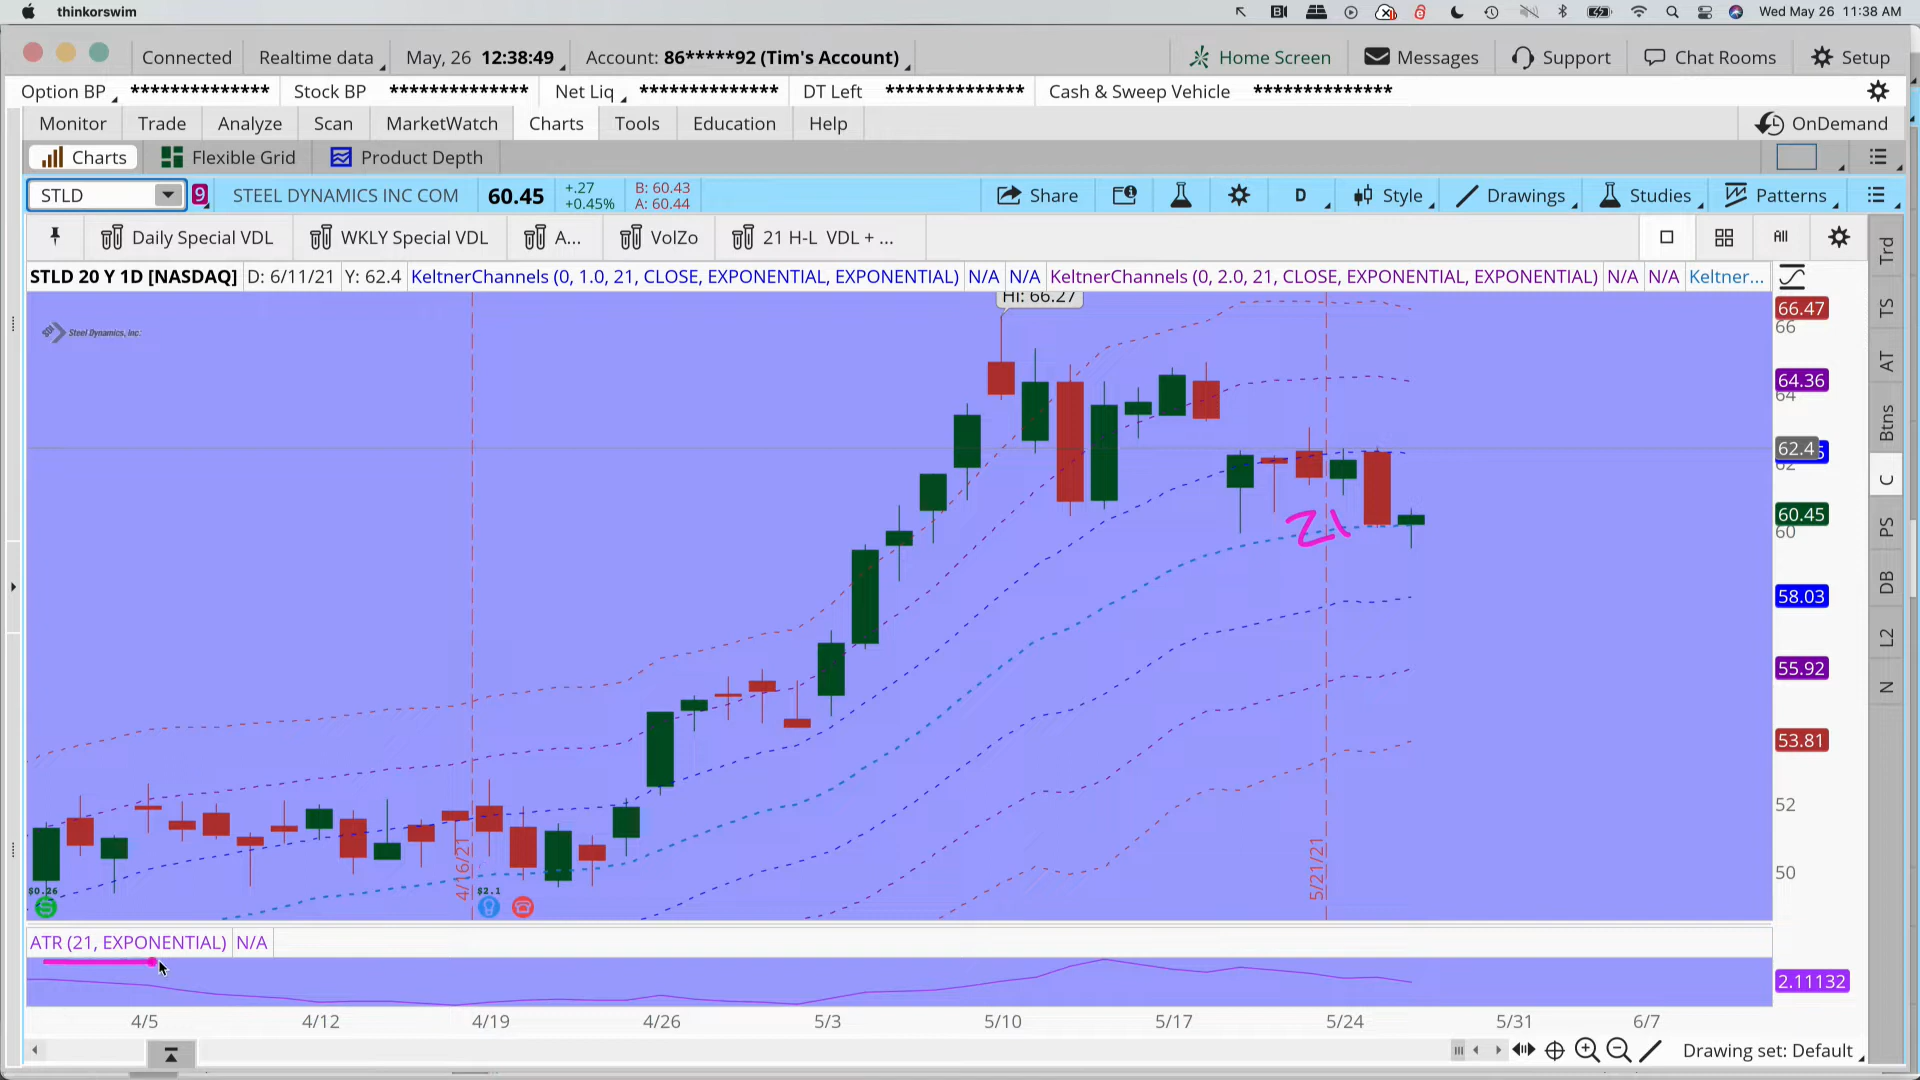 thinkorswim
Wed May 26 11:38 AM
Connected
Realtime data
May, 26 12:38:49
Account: 86*****92 (Tim's Account)
Home Screen
Messages
Support
Chat Rooms
Setup
Option BP **************
Stock BP **************
Net Liq **************
DT Left **************
Cash & Sweep Vehicle **************
Monitor
Trade
Analyze
Scan
MarketWatch
Charts
Tools
Education
Help
OnDemand
Charts
Flexible Grid
Product Depth
STLD
9
STEEL DYNAMICS INC COM
60.45
+.27
+0.45%
B: 60.43
A: 60.44
Share
D
Style
Drawings
Studies
Patterns
Daily Special VDL
WKLY Special VDL
A...
VolZo
21 H-L VDL + ...
All
STLD 20 Y 1D [NASDAQ]
D: 6/11/21
Y: 62.4
KeltnerChannels (0, 1.0, 21, CLOSE, EXPONENTIAL, EXPONENTIAL)
N/A
N/A
KeltnerChannels (0, 2.0, 21, CLOSE, EXPONENTIAL, EXPONENTIAL)
N/A
N/A
Keltner...
Hi: 66.27
Steel Dynamics, Inc.
66.47
66
64.36
64
62.4
62
60.45
60
58.03
55.92
53.81
52
50
21
4/16/21
5/21/21
$0.26
$2.1
ATR (21, EXPONENTIAL)
N/A
2.11132
4/5
4/12
4/19
4/26
5/3
5/10
5/17
5/24
5/31
6/7
Drawing set: Default
Trd
TS
AT
Btns
C
PS
DB
L2
N